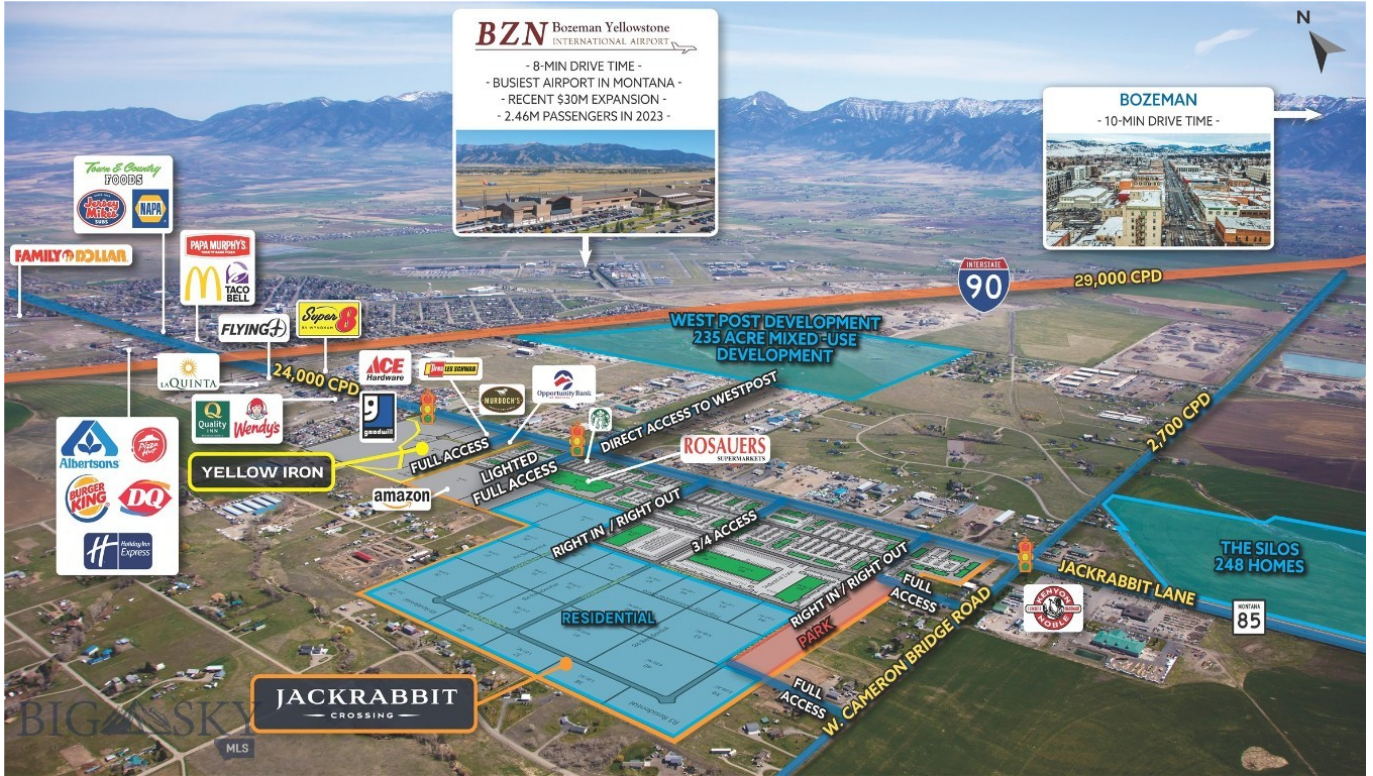 N
BZN Bozeman Yellowstone
INTERNATIONAL AIRPORT
- 8-MIN DRIVE TIME -
- BUSIEST AIRPORT IN MONTANA -
- RECENT $30M EXPANSION -
- 2.46M PASSENGERS IN 2023 -
BOZEMAN
- 10-MIN DRIVE TIME -
Town & Country
FOODS
Jersey
Mike's
SUBS
NAPA
FAMILY DOLLAR
PAPA MURPHY'S
TACO
BELL
FLYING J
Super 8
BY WYNDHAM
INTERSTATE
90
29,000 CPD
WEST POST DEVELOPMENT
235 ACRE MIXED-USE
DEVELOPMENT
LAQUINTA
24,000 CPD
ACE
Hardware
LES SCHWAB
MURDOCH'S
Opportunity Bank
Q
Quality
INN
Wendy's
goodwill
DIRECT ACCESS TO WESTPOST
2,700 CPD
Albertsons
Pizza
Hut
BURGER
KING
DQ
H
Holiday Inn
Express
YELLOW IRON
FULL ACCESS
LIGHTED
FULL ACCESS
ROSAUERS
SUPERMARKETS
amazon
RIGHT IN / RIGHT OUT
3/4 ACCESS
RIGHT IN / RIGHT OUT
FULL
ACCESS
THE SILOS
248 HOMES
JACKRABBIT LANE
MONTANA
85
KENYON
NOBLE
RESIDENTIAL
PARK
W. CAMERON BRIDGE ROAD
FULL
ACCESS
JACKRABBIT
CROSSING
BIG SKY
MLS